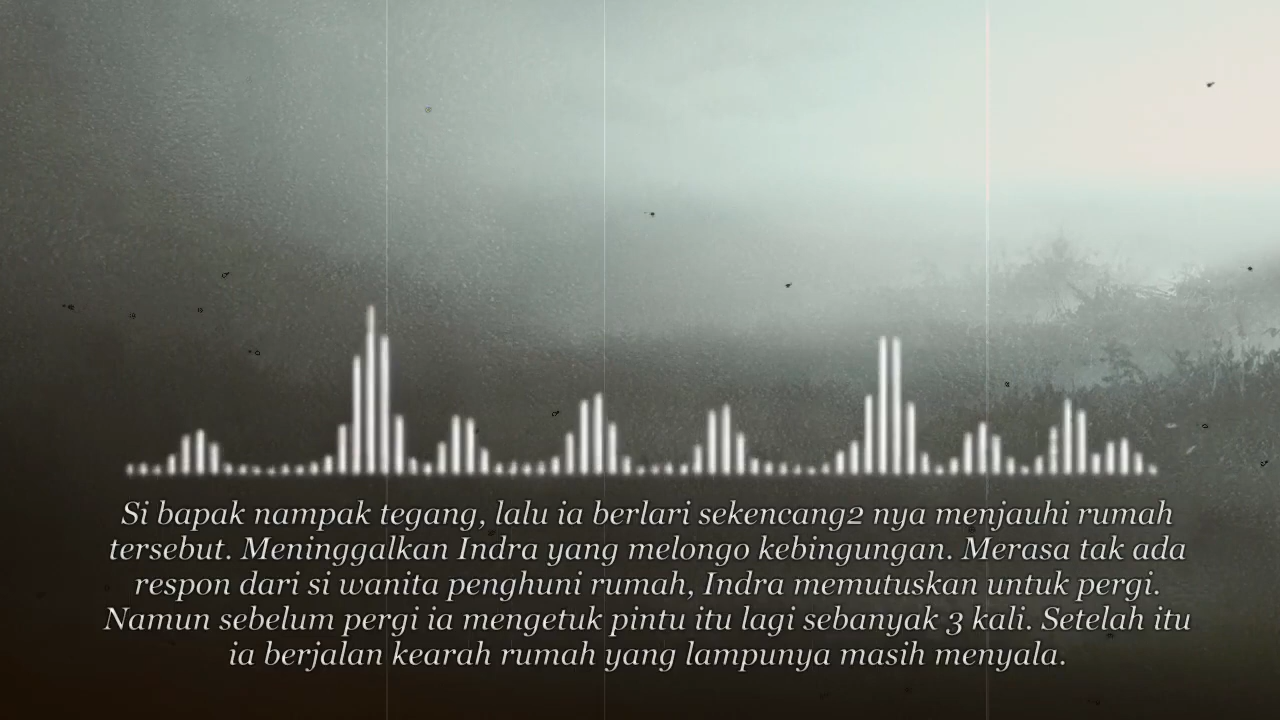 Si bapak nampak tegang, lalu ia berlari sekencang2 nya menjauhi rumah
tersebut. Meninggalkan Indra yang melongo kebingungan. Merasa tak ada
respon dari si wanita penghuni rumah, Indra memutuskan untuk pergi.
Namun sebelum pergi ia mengetuk pintu itu lagi sebanyak 3 kali. Setelah itu
ia berjalan kearah rumah yang lampunya masih menyala.